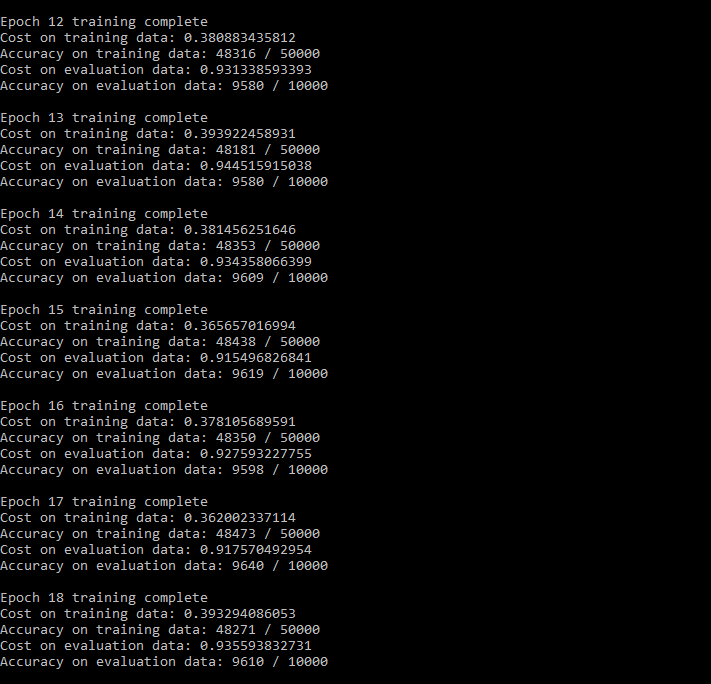 Epoch 12 training complete
Cost on training data: 0.380883435812
Accuracy on training data: 48316 / 50000
Cost on evaluation data: 0.931338593393
Accuracy on evaluation data: 9580 / 10000
Epoch 13 training complete
Cost on training data: 0.393922458931
Accuracy on training data: 48181 / 50000
Cost on evaluation data: 0.944515915038
Accuracy on evaluation data: 9580 / 10000
Epoch 14 training complete
Cost on training data: 0.381456251646
Accuracy on training data: 48353 / 50000
Cost on evaluation data: 0.934358066399
Accuracy on evaluation data: 9609 / 10000
Epoch 15 training complete
Cost on training data: 0.365657016994
Accuracy on training data: 48438 / 50000
Cost on evaluation data: 0.915496826841
Accuracy on evaluation data: 9619 / 10000
Epoch 16 training complete
Cost on training data: 0.378105689591
Accuracy on training data: 48350 / 50000
Cost on evaluation data: 0.927593227755
Accuracy on evaluation data: 9598 / 10000
Epoch 17 training complete
Cost on training data: 0.362002337114
Accuracy on training data: 48473 / 50000
Cost on evaluation data: 0.917570492954
Accuracy on evaluation data: 9640 / 10000
Epoch 18 training complete
Cost on training data: 0.393294086053
Accuracy on training data: 48271 / 50000
Cost on evaluation data: 0.935593832731
Accuracy on evaluation data: 9610 / 10000